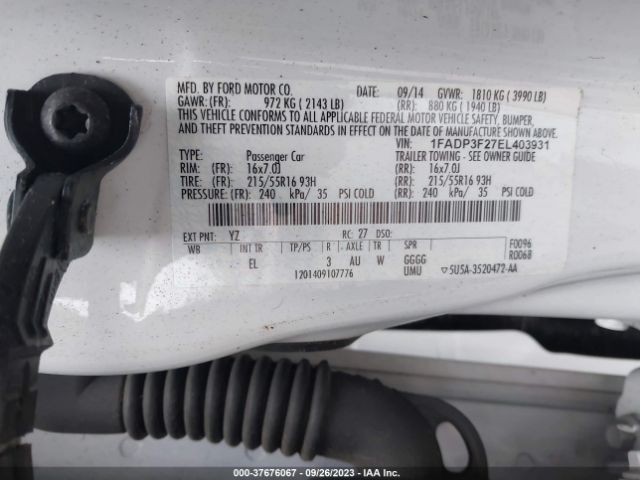 MFD. BY FORD MOTOR CO. DATE: 09/14 GVWR: 1810 KG ( 3990 LB)
GAWR: (FR): 972 KG ( 2143 LB) (RR): 880 KG ( 1940 LB)
THIS VEHICLE CONFORMS TO ALL APPLICABLE FEDERAL MOTOR VEHICLE SAFETY, BUMPER,
AND THEFT PREVENTION STANDARDS IN EFFECT ON THE DATE OF MANUFACTURE SHOWN ABOVE.
VIN: 1FADP3F27EL403931
TYPE: Passenger Car TRAILER TOWING - SEE OWNER GUIDE
RIM: (FR): 16x7.0J (RR): 16x7.0J
TIRE: (FR): 215/55R16 93H (RR): 215/55R16 93H
PRESSURE: (FR): 240 kPa/ 35 PSI COLD (RR): 240 kPa/ 35 PSI COLD
EXT PNT: YZ RC: 27 DSO:
WB INT TR TP/PS R AXLE TR SPR F0096
EL 3 AU W GGGG R0068
1201409107776 UMU 5U5A-3520472-AA
000-37676067 / 09/26/2023 / IAA Inc.